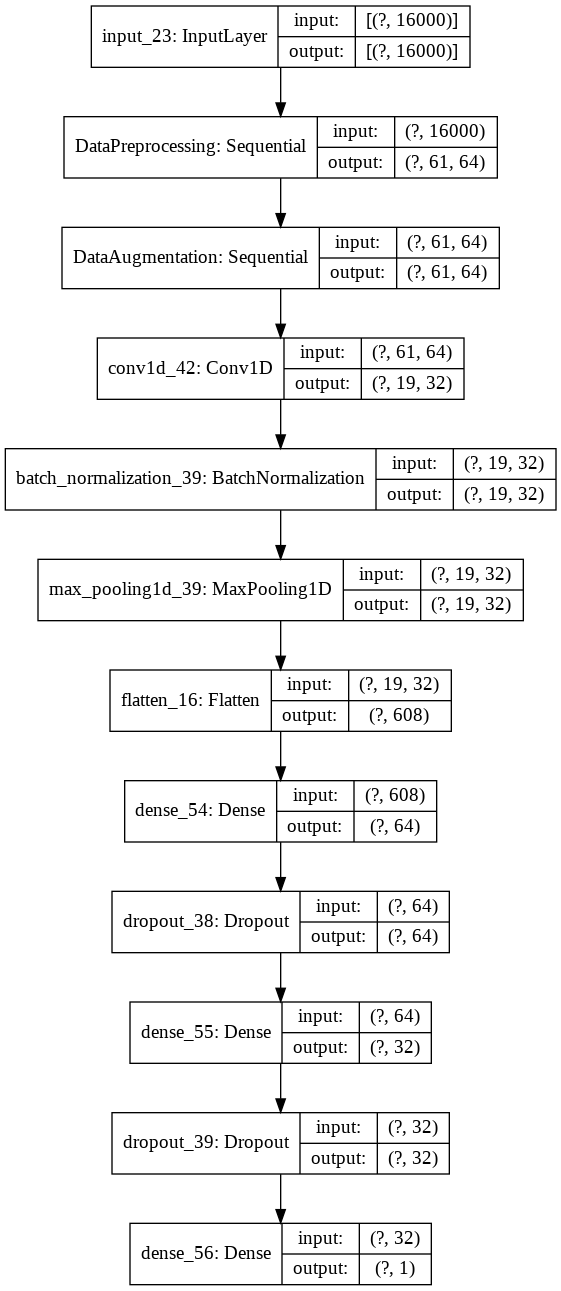 input_23: InputLayer
input: [(?, 16000)]
output: [(?, 16000)]
DataPreprocessing: Sequential
input: (?, 16000)
output: (?, 61, 64)
DataAugmentation: Sequential
input: (?, 61, 64)
output: (?, 61, 64)
conv1d_42: Conv1D
input: (?, 61, 64)
output: (?, 19, 32)
batch_normalization_39: BatchNormalization
input: (?, 19, 32)
output: (?, 19, 32)
max_pooling1d_39: MaxPooling1D
input: (?, 19, 32)
output: (?, 19, 32)
flatten_16: Flatten
input: (?, 19, 32)
output: (?, 608)
dense_54: Dense
input: (?, 608)
output: (?, 64)
dropout_38: Dropout
input: (?, 64)
output: (?, 64)
dense_55: Dense
input: (?, 64)
output: (?, 32)
dropout_39: Dropout
input: (?, 32)
output: (?, 32)
dense_56: Dense
input: (?, 32)
output: (?, 1)